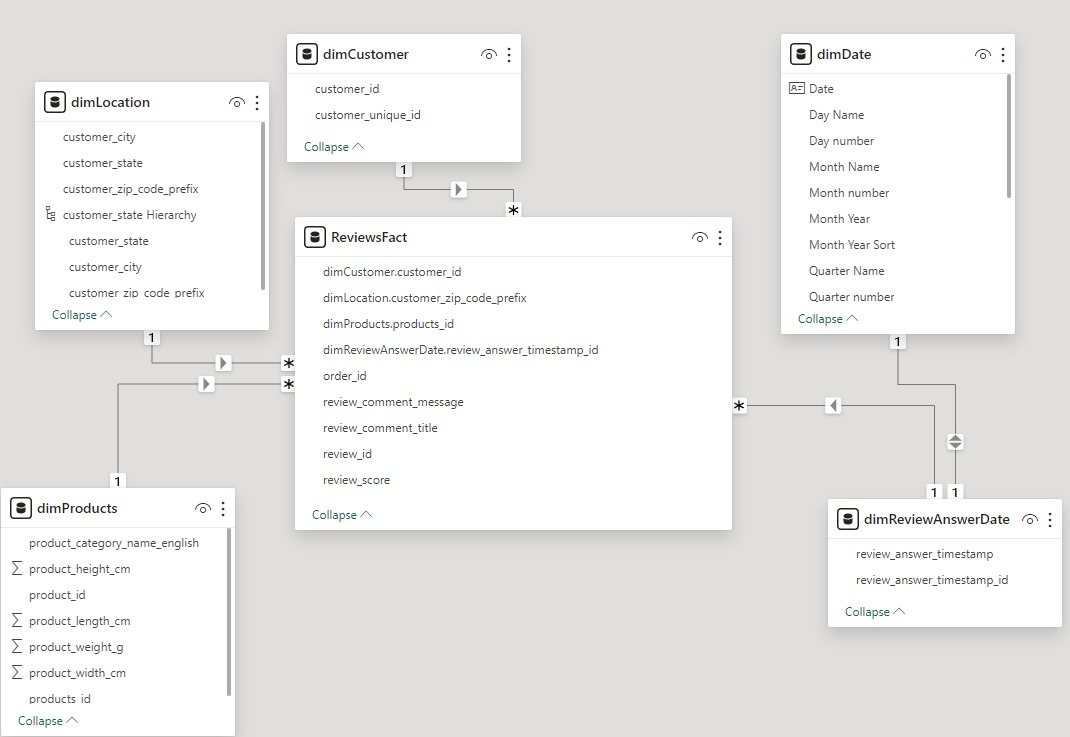 dimCustomer
customer_id
customer_unique_id
Collapse
1
*
dimDate
Date
Day Name
Day number
Month Name
Month number
Month Year
Month Year Sort
Quarter Name
Quarter number
Collapse
1
dimLocation
customer_city
customer_state
customer_zip_code_prefix
customer_state Hierarchy
customer_state
customer_city
customer_zip_code_prefix
Collapse
1
*
*
ReviewsFact
dimCustomer.customer_id
dimLocation.customer_zip_code_prefix
dimProducts.products_id
dimReviewAnswerDate.review_answer_timestamp_id
order_id
review_comment_message
review_comment_title
review_id
review_score
Collapse
*
1
dimProducts
product_category_name_english
product_height_cm
product_id
product_length_cm
product_weight_g
product_width_cm
products_id
Collapse
1 1
dimReviewAnswerDate
review_answer_timestamp
review_answer_timestamp_id
Collapse